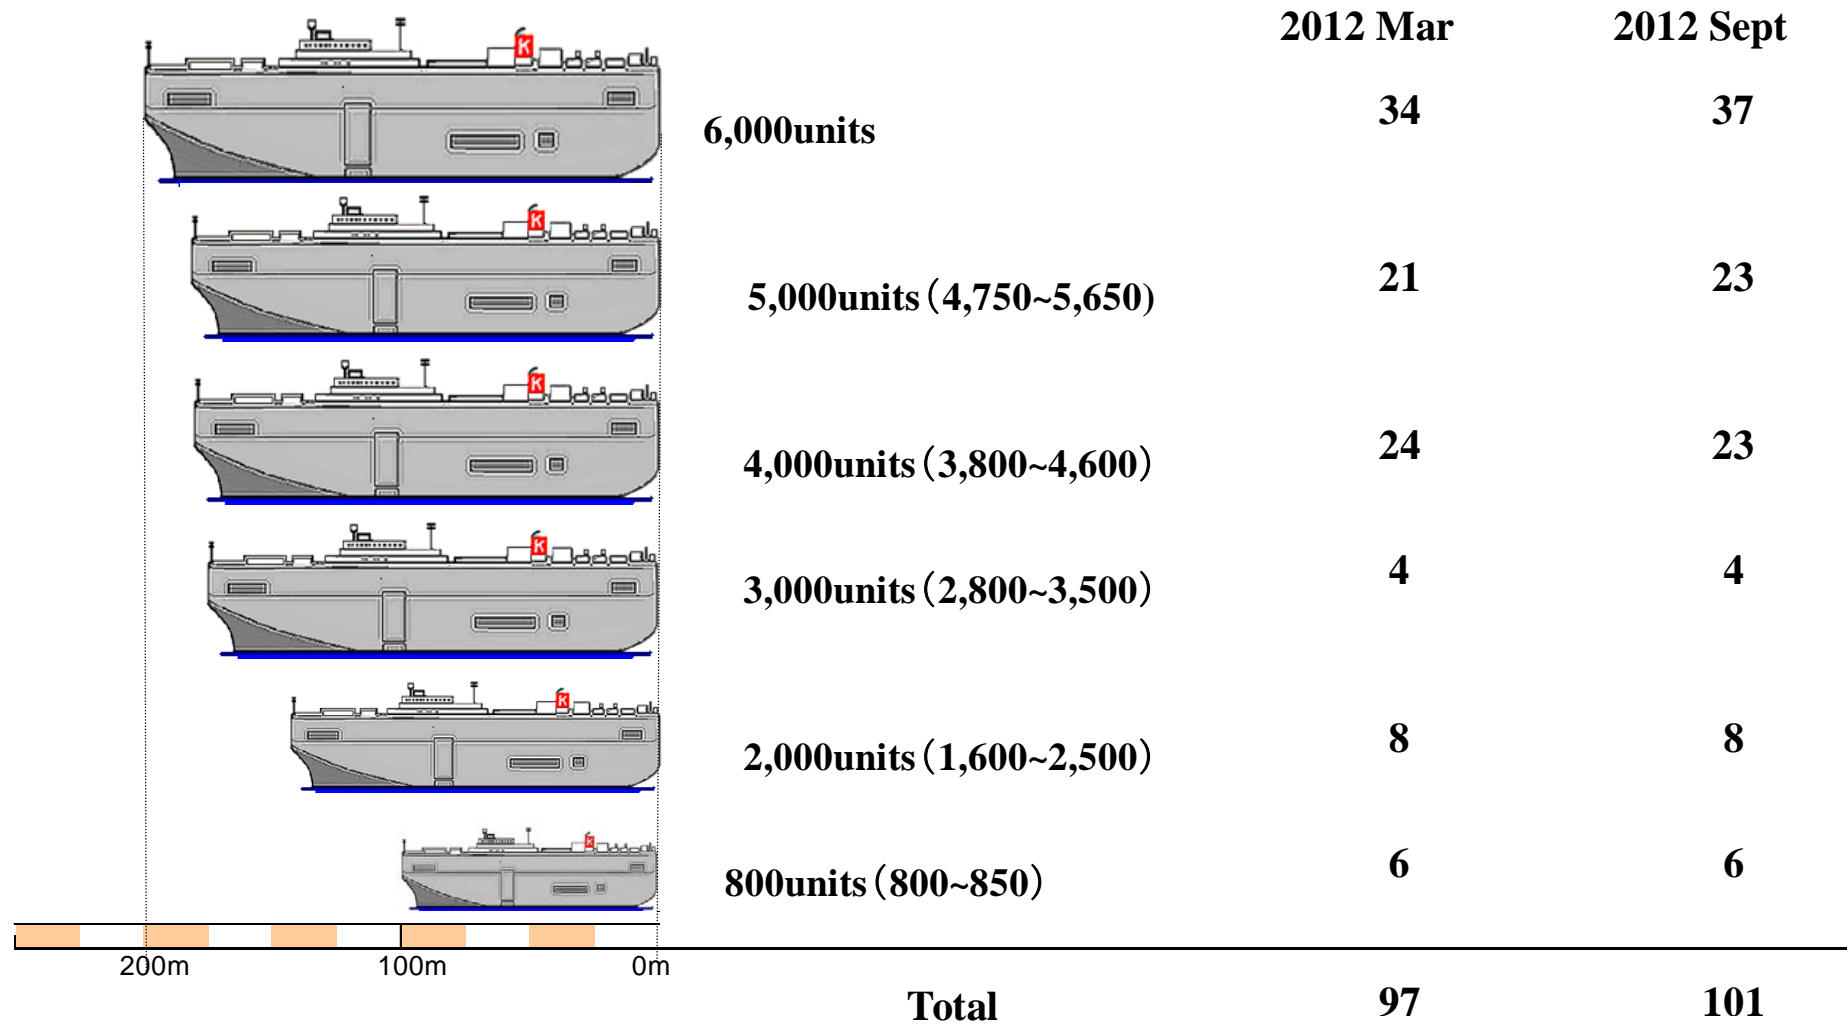 2012 Mar 2012 Sept
K
6,000units 34 37
K
5,000units（4,750~5,650) 21 23
K
4,000units（3,800~4,600） 24 23
K
3,000units（2,800~3,500） 4 4
K
2,000units（1,600~2,500） 8 8
K
800units（800~850） 6 6
200m 100m 0m
Total 97 101